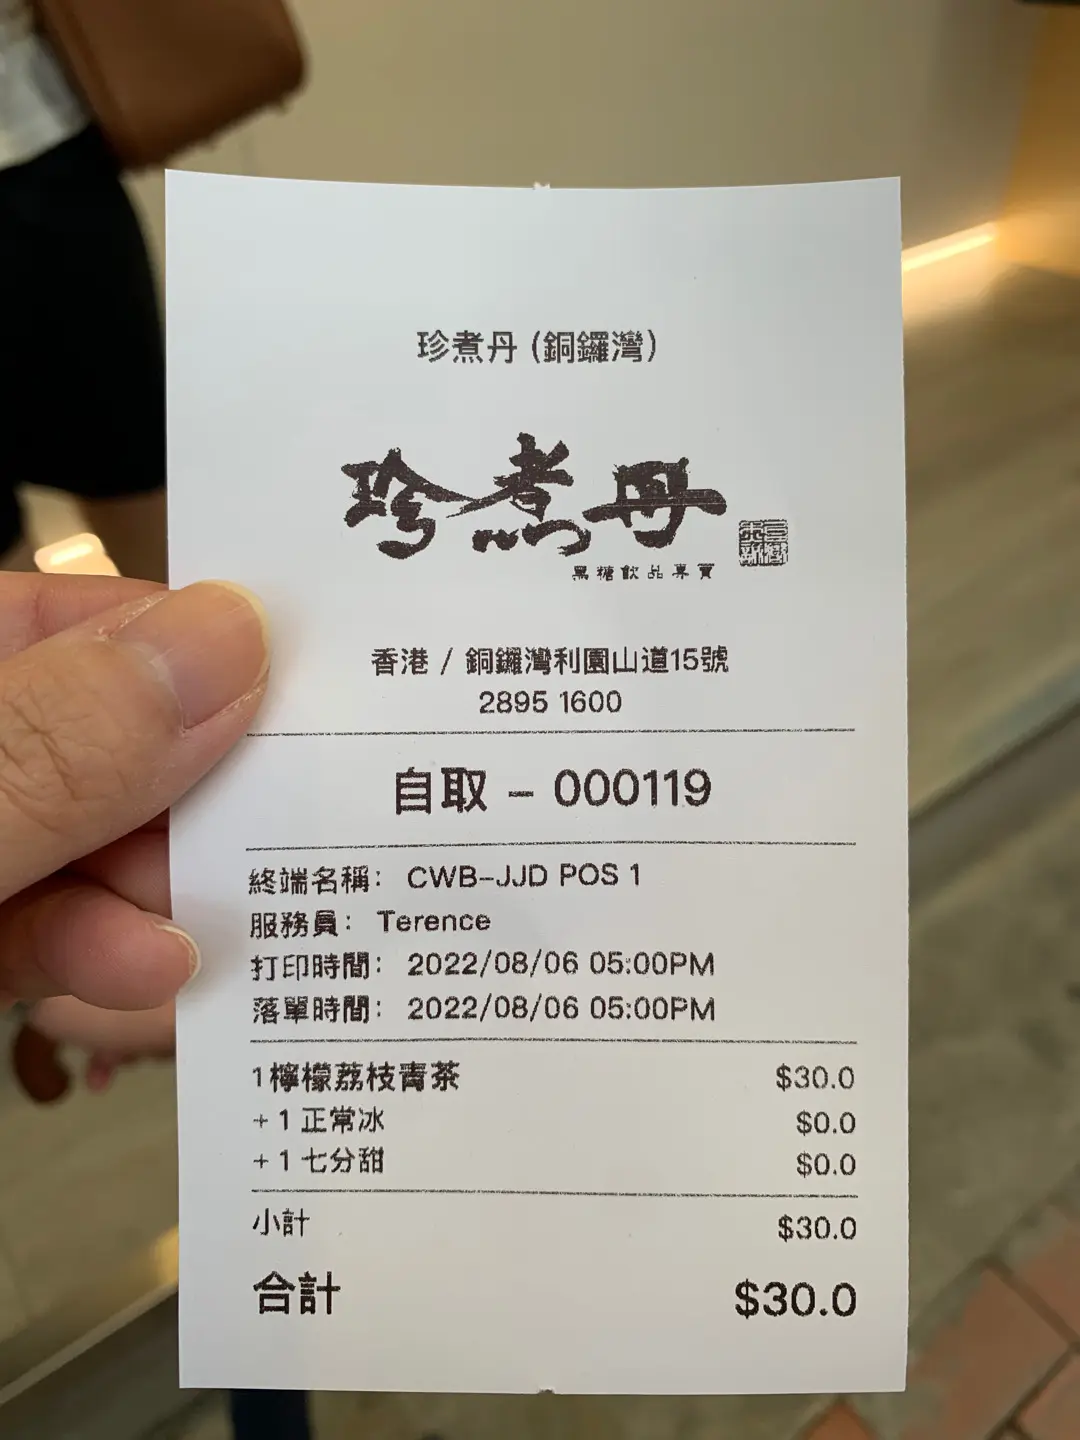 珍煮丹 (銅鑼灣)
珍煮丹
黑糖飲品專賣
香港 / 銅鑼灣利園山道15號
2895 1600
自取 – 000119
終端名稱： CWB–JJD POS 1
服務員： Terence
打印時間： 2022/08/06 05:00PM
落單時間： 2022/08/06 05:00PM
1 檸檬荔枝青茶 $30.0
+ 1 正常冰 $0.0
+ 1 七分甜 $0.0
小計 $30.0
合計 $30.0